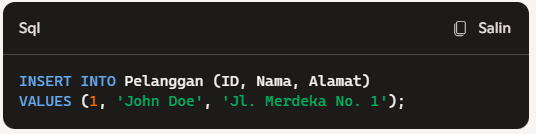 Sql
Salin
INSERT INTO Pelanggan (ID, Nama, Alamat)
VALUES (1, 'John Doe', 'Jl. Merdeka No. 1');